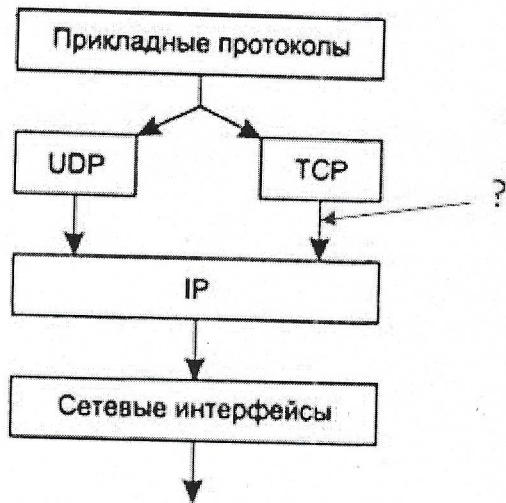 Прикладные протоколы
UDP
TCP
?
IP
Сетевые интерфейсы